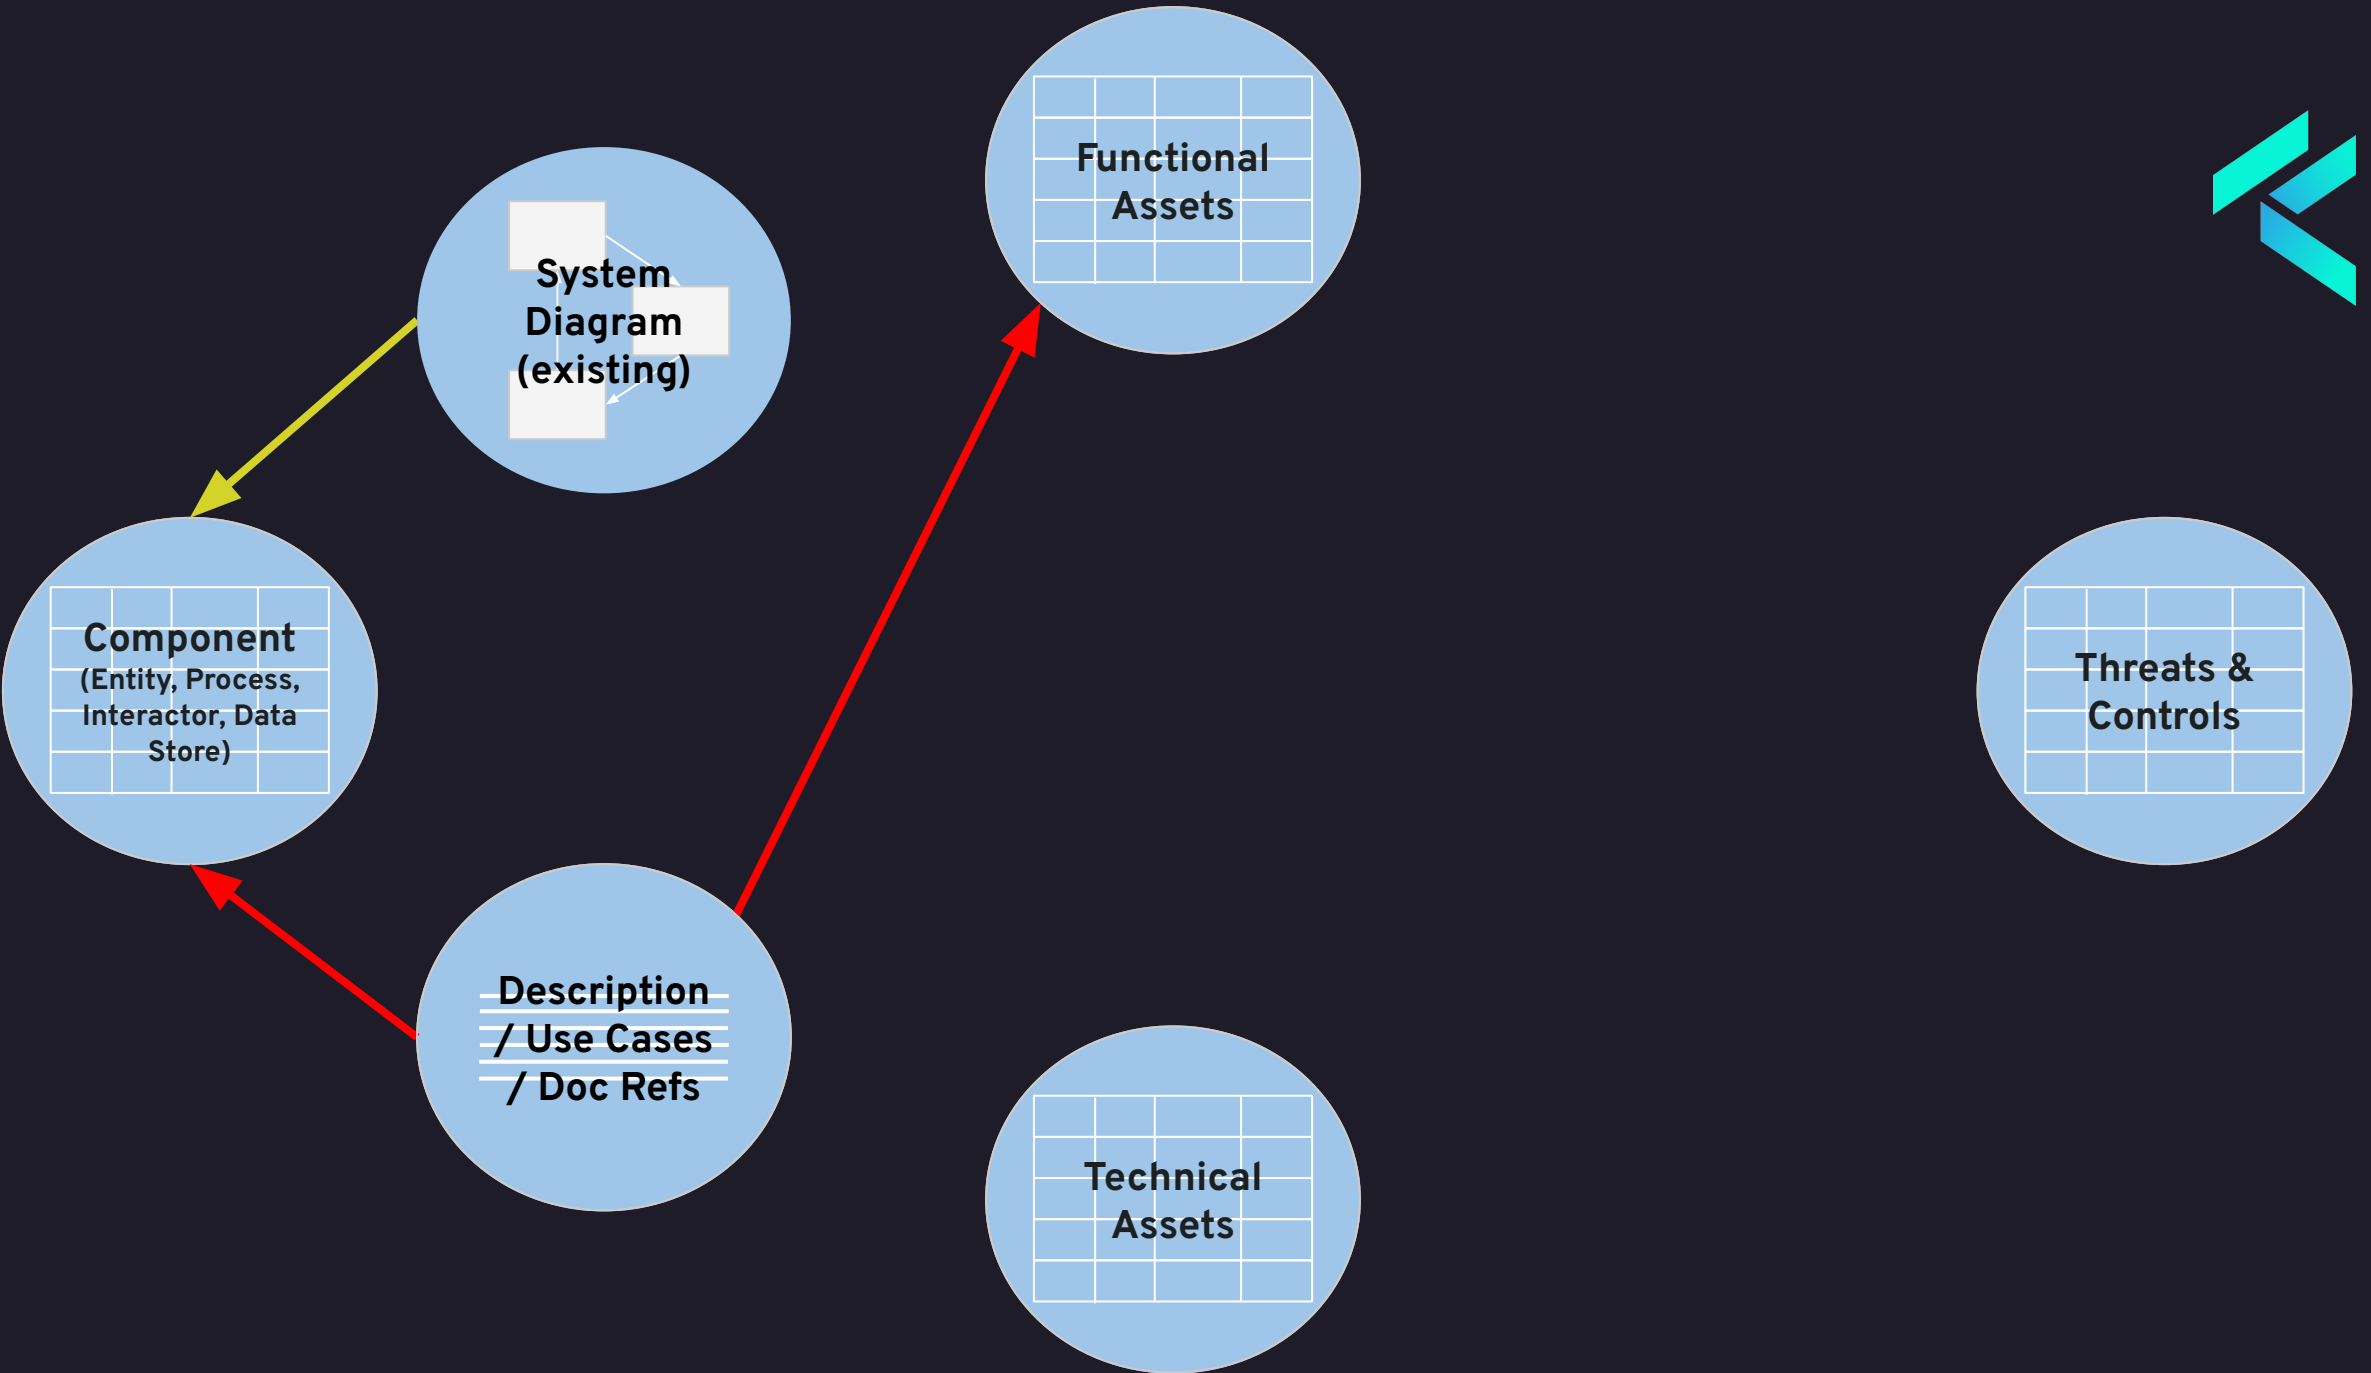 Functional
Assets
System
Diagram
(existing)
Component
(Entity, Process,
Interactor, Data
Store)
Threats &
Controls
Description
/ Use Cases
/ Doc Refs
Technical
Assets